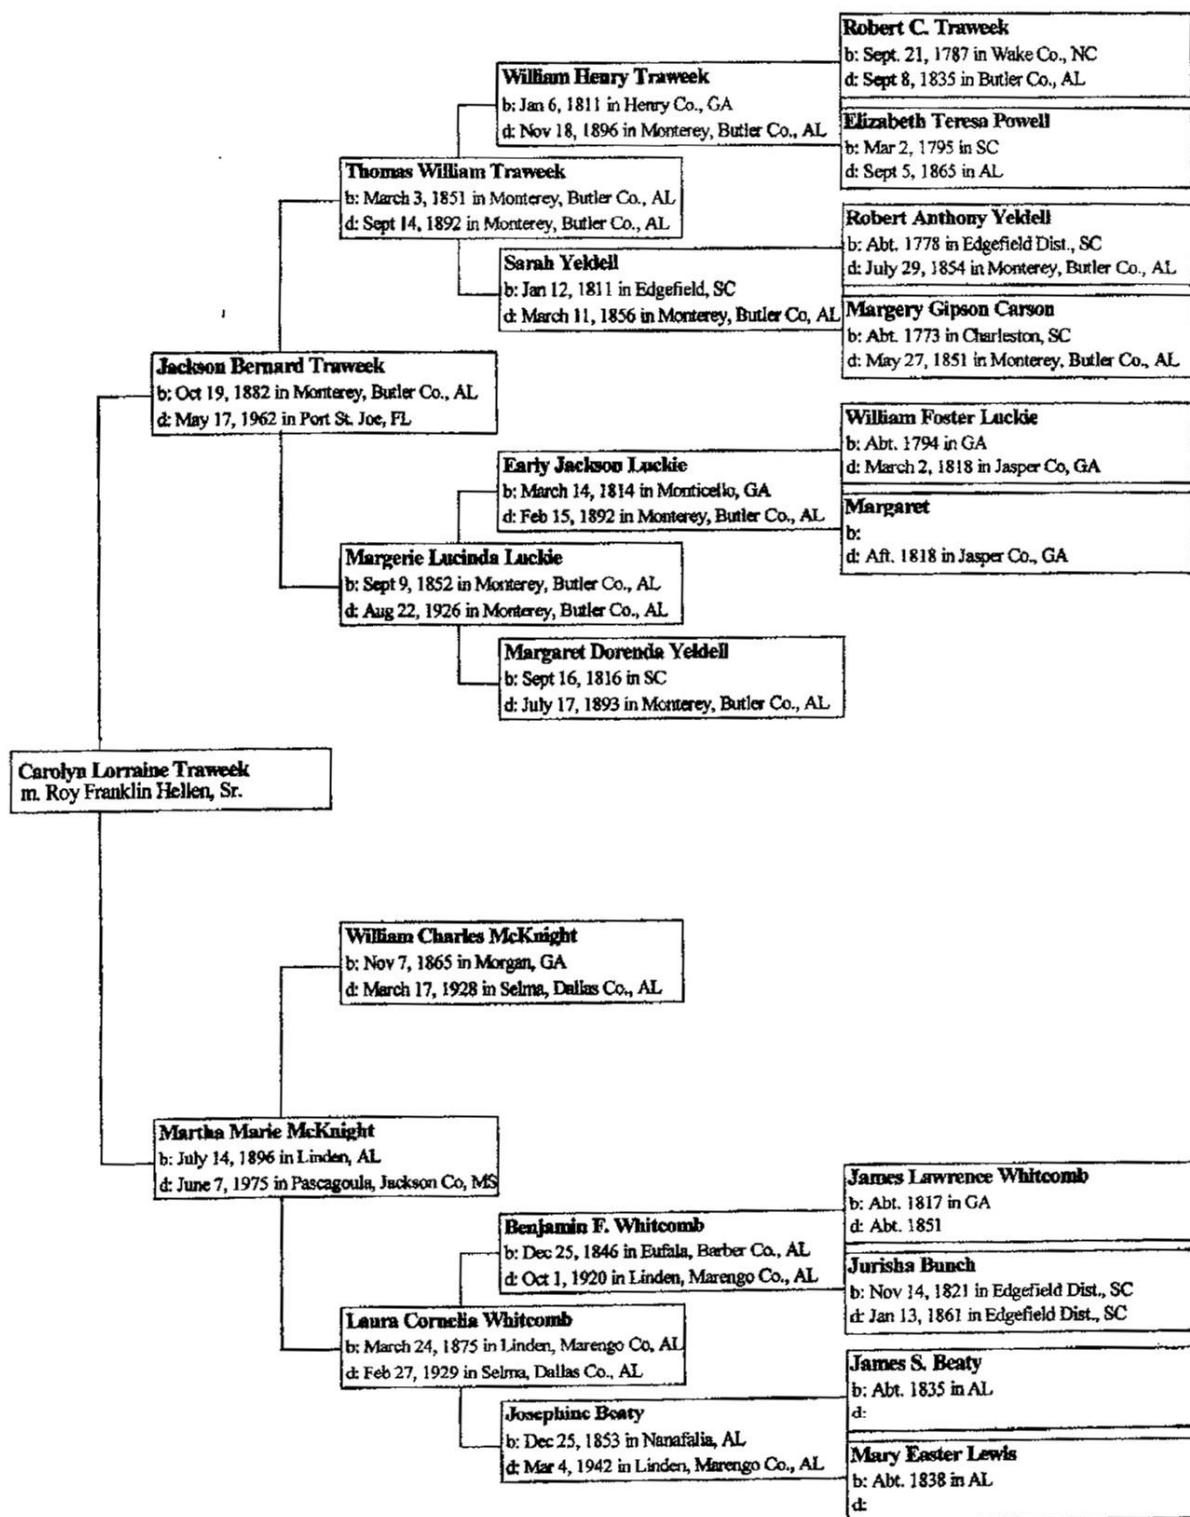 Robert C. Traweek
b: Sept. 21, 1787 in Wake Co., NC
d: Sept 8, 1835 in Butler Co., AL
William Henry Traweek
b: Jan 6, 1811 in Henry Co., GA
d: Nov 18, 1896 in Monterey, Butler Co., AL
Elizabeth Teresa Powell
b: Mar 2, 1795 in SC
d: Sept 5, 1865 in AL
Thomas William Traweek
b: March 3, 1851 in Monterey, Butler Co., AL
d: Sept 14, 1892 in Monterey, Butler Co., AL
Robert Anthony Yeldell
b: Abt. 1778 in Edgefield Dist., SC
d: July 29, 1854 in Monterey, Butler Co., AL
Sarah Yeldell
b: Jan 12, 1811 in Edgefield, SC
d: March 11, 1856 in Monterey, Butler Co, AL
Margery Gipson Carson
b: Abt. 1773 in Charleston, SC
d: May 27, 1851 in Monterey, Butler Co., AL
Jackson Bernard Traweek
b: Oct 19, 1882 in Monterey, Butler Co., AL
d: May 17, 1962 in Port St. Joe, FL
William Foster Luckie
b: Abt. 1794 in GA
d: March 2, 1818 in Jasper Co, GA
Early Jackson Luckie
b: March 14, 1814 in Monticello, GA
d: Feb 15, 1892 in Monterey, Butler Co., AL
Margaret
b:
d: Aft. 1818 in Jasper Co., GA
Margerie Lucinda Luckie
b: Sept 9, 1852 in Monterey, Butler Co., AL
d: Aug 22, 1926 in Monterey, Butler Co., AL
Margaret Dorenda Yeldell
b: Sept 16, 1816 in SC
d: July 17, 1893 in Monterey, Butler Co., AL
Carolyn Lorraine Traweek
m. Roy Franklin Hellen, Sr.
William Charles McKnight
b: Nov 7, 1865 in Morgan, GA
d: March 17, 1928 in Selma, Dallas Co., AL
Martha Marie McKnight
b: July 14, 1896 in Linden, AL
d: June 7, 1975 in Pascagoula, Jackson Co, MS
James Lawrence Whitcomb
b: Abt. 1817 in GA
d: Abt. 1851
Benjamin F. Whitcomb
b: Dec 25, 1846 in Eufala, Barber Co., AL
d: Oct 1, 1920 in Linden, Marengo Co., AL
Jurisha Bunch
b: Nov 14, 1821 in Edgefield Dist., SC
d: Jan 13, 1861 in Edgefield Dist., SC
Laura Cornelia Whitcomb
b: March 24, 1875 in Linden, Marengo Co, AL
d: Feb 27, 1929 in Selma, Dallas Co., AL
James S. Beaty
b: Abt. 1835 in AL
d:
Josephine Beaty
b: Dec 25, 1853 in Nanafalia, AL
d: Mar 4, 1942 in Linden, Marengo Co., AL
Mary Easter Lewis
b: Abt. 1838 in AL
d: